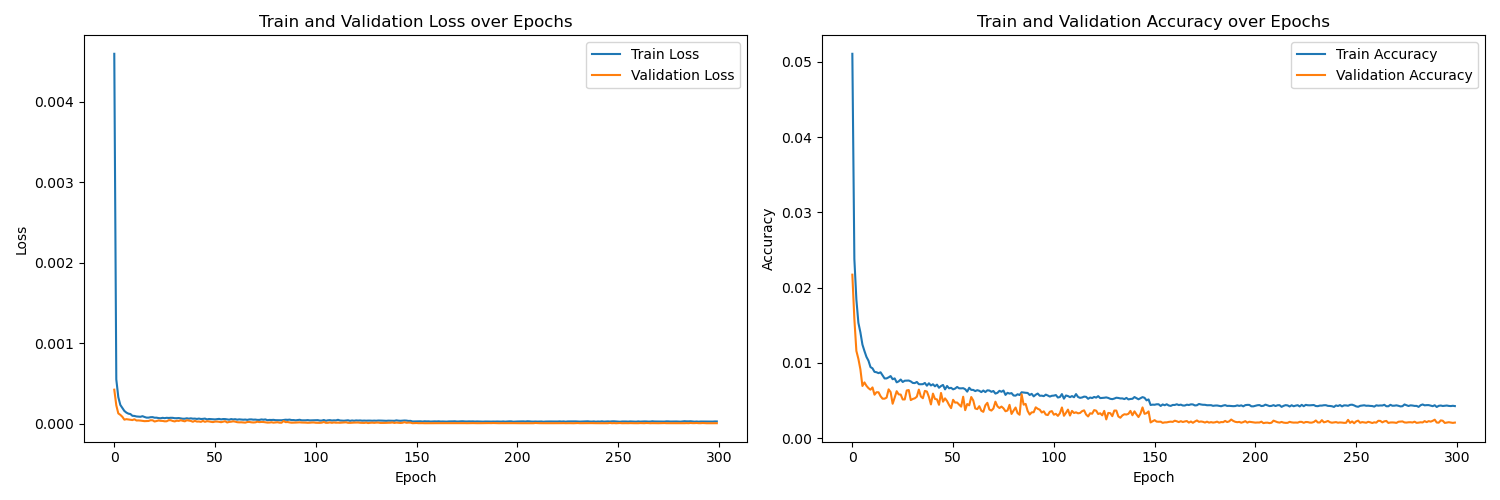 Train and Validation Loss over Epochs
Train Loss
Validation Loss
0.004
0.003
0.002
0.001
0.000
Loss
0 50 100 150 200 250 300
Epoch
Train and Validation Accuracy over Epochs
Train Accuracy
Validation Accuracy
0.05
0.04
0.03
0.02
0.01
0.00
Accuracy
0 50 100 150 200 250 300
Epoch